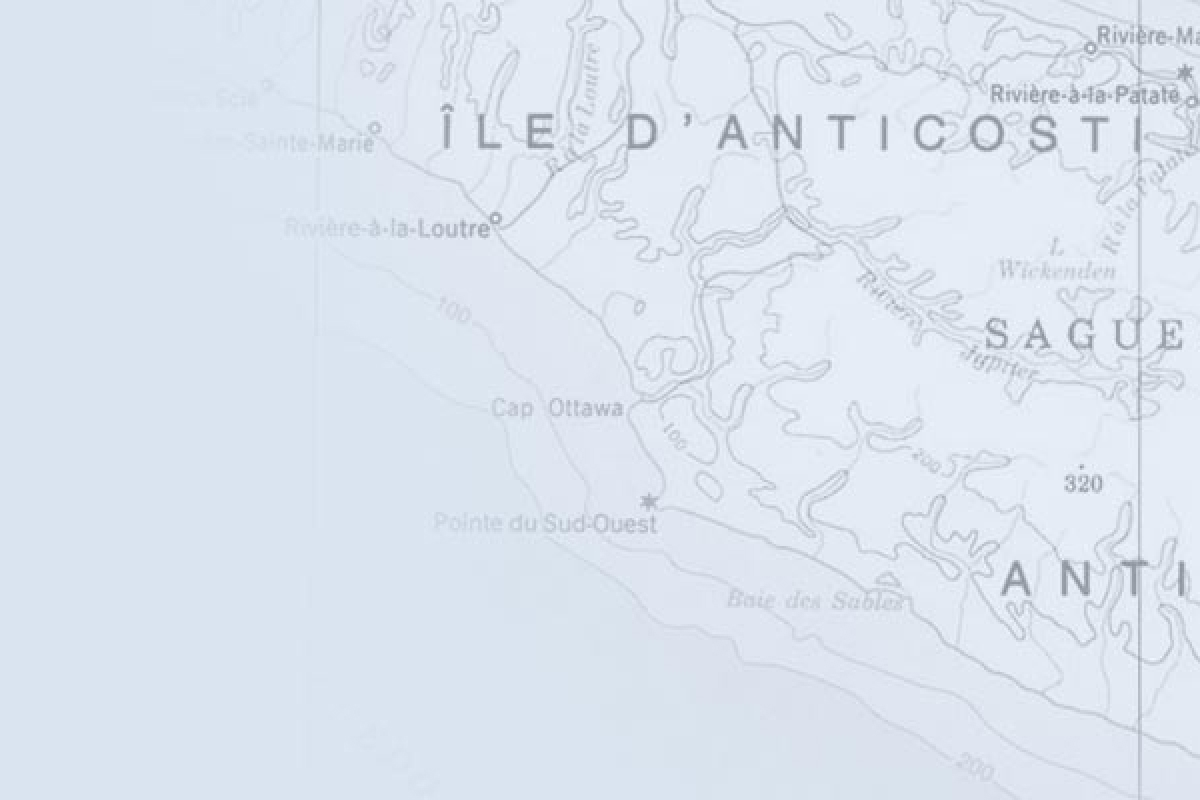 Rivière-Ma
Rivière-à-la-Patate
ÎLE D'ANTICOSTI
R. à la Loutre
R. à la Patate
Sainte-Marie
Rivière-à-la-Loutre
L.
Wickenden
Rivière Jupiter
100
SAGUE
Cap Ottawa
100
200
320
Pointe du Sud-Ouest
ANTI
Baie des Sables
200